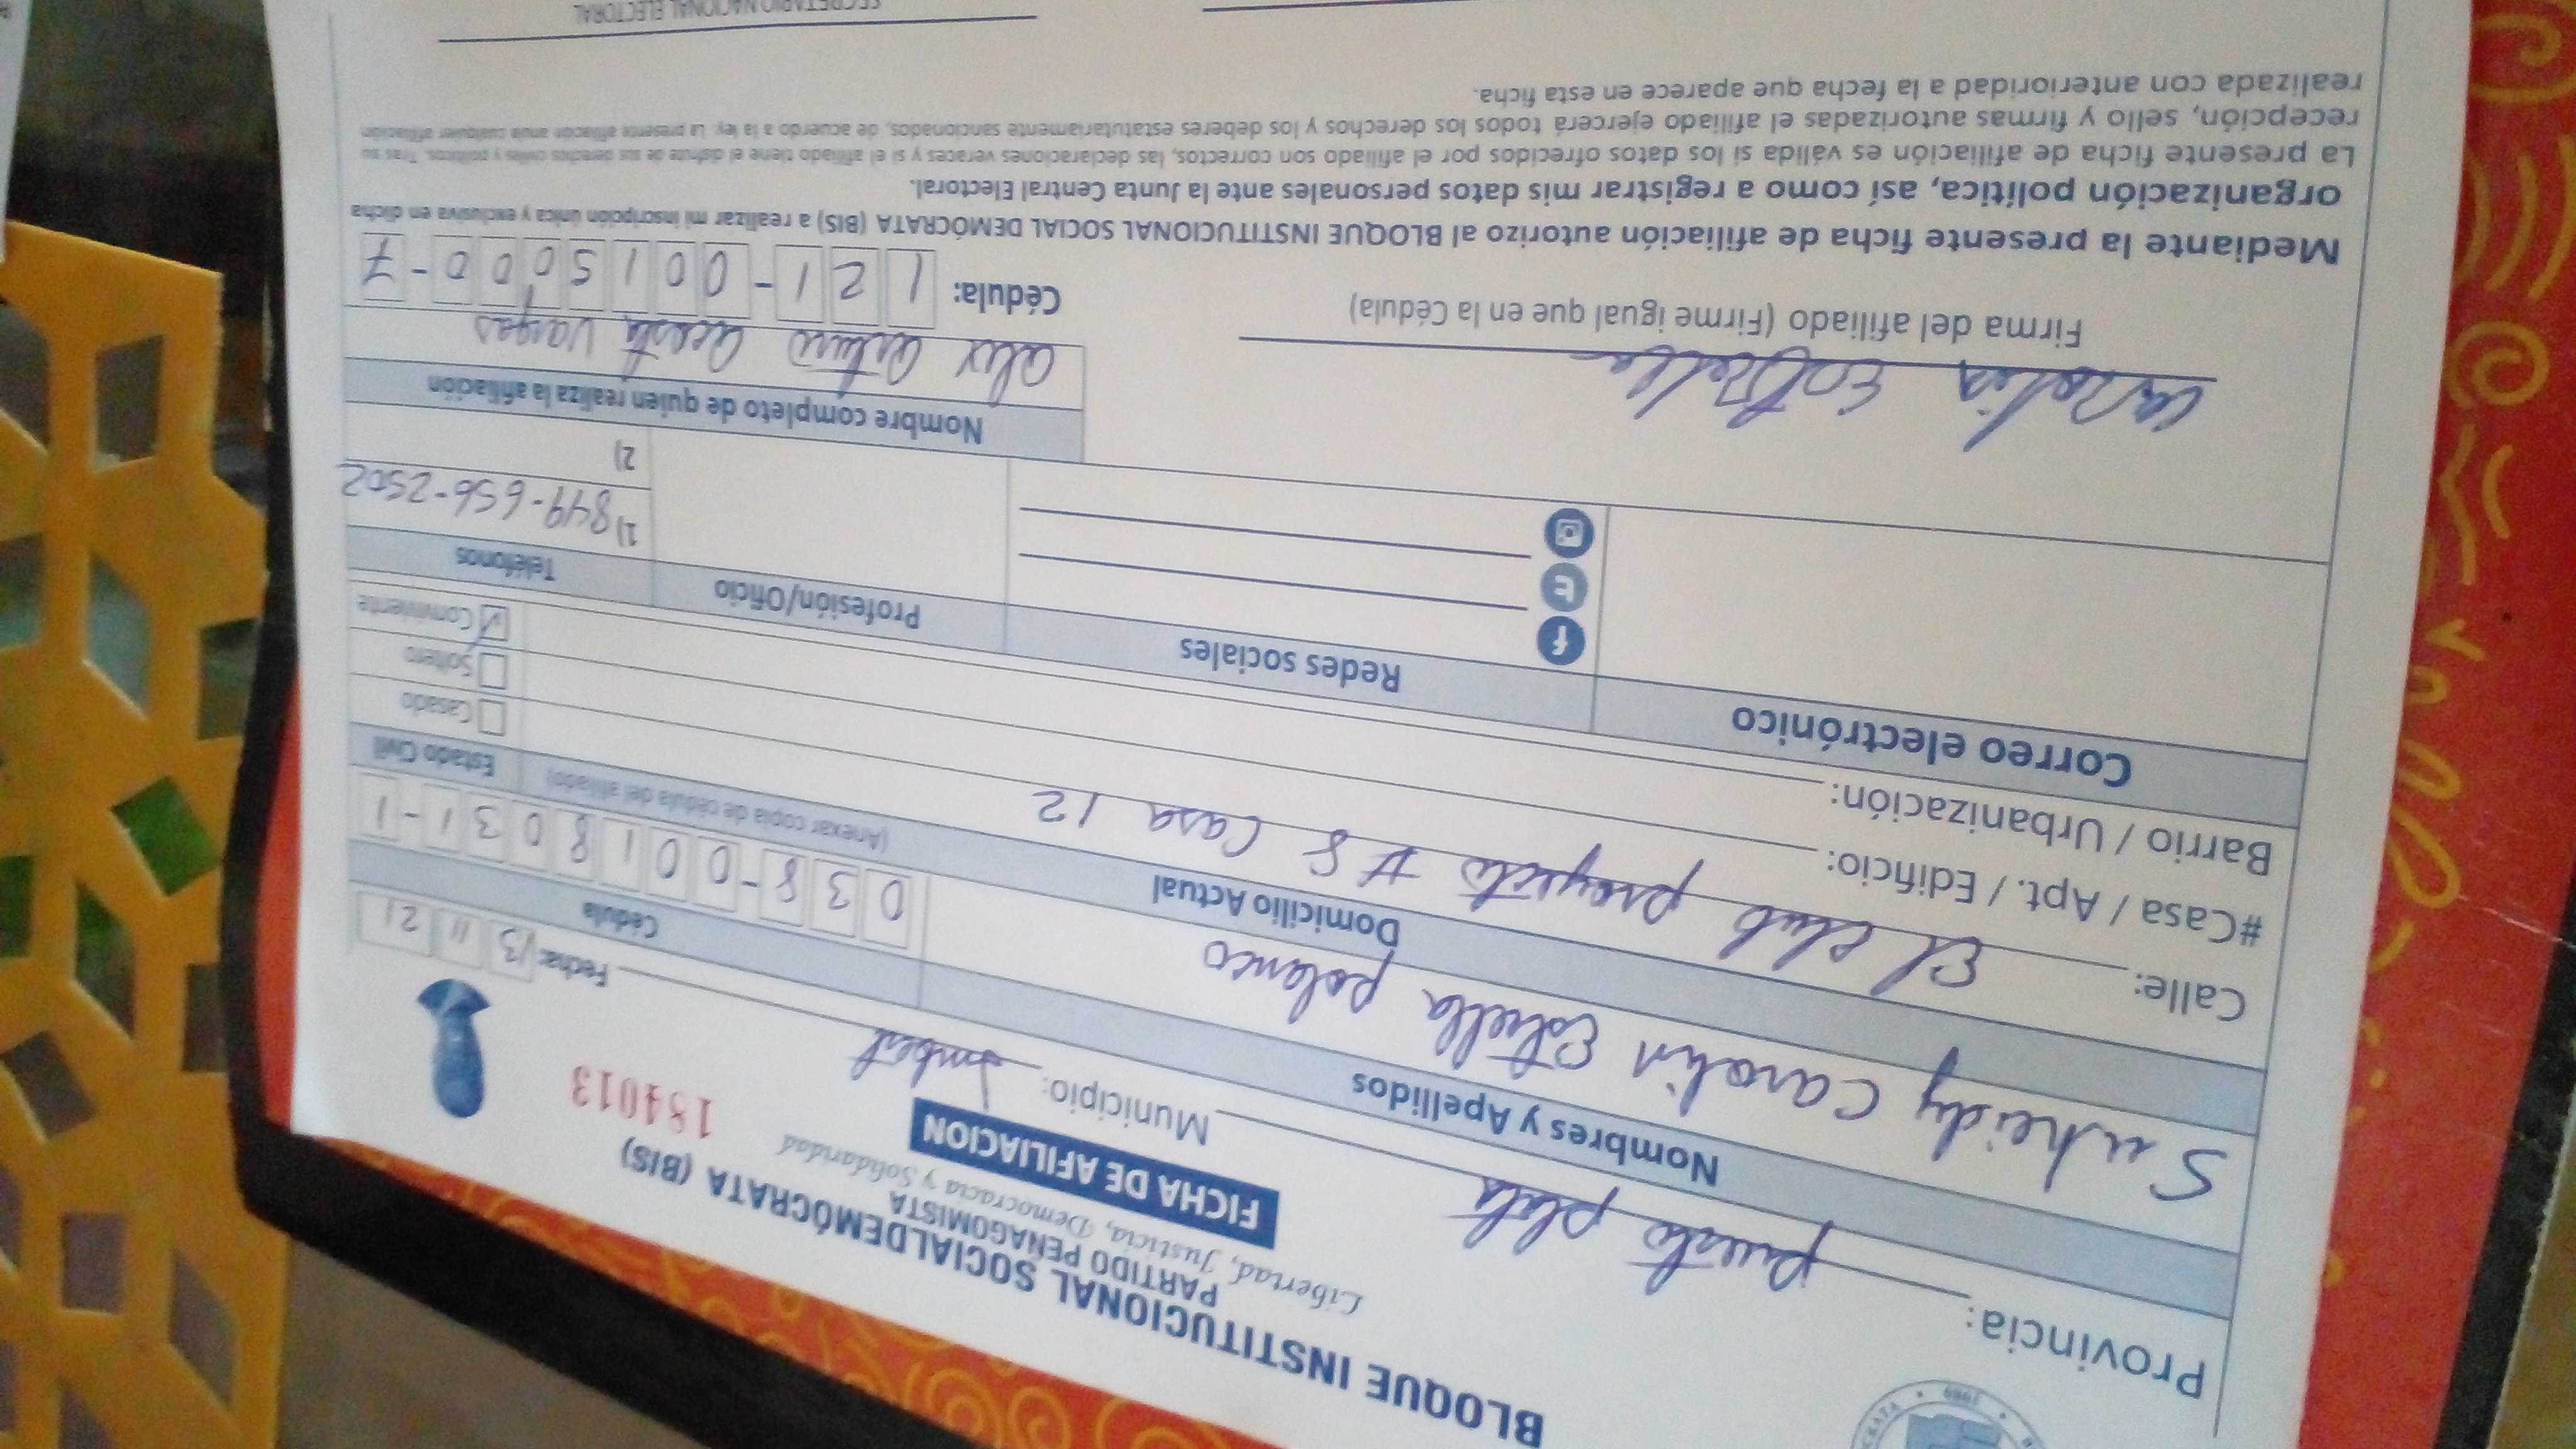 BLOQUE INSTITUCIONAL SOCIALDEMÓCRATA (BIS)
PARTIDO PEÑAGOMISTA
Libertad, Justicia, Democracia y Solidaridad
FICHA DE AFILIACION
184013
1989
Provincia: puerto plata Municipio: Imbert Fecha: 13 11 21
Nombres y Apellidos Cédula
Suheidy Carolin Estrella polanco 038-0018031-1
(Anexar copia de cédula del afiliado)
Domicilio Actual Estado Civil
Calle: El club proyecto #8 Casa 12
Casado
#Casa / Apt. / Edificio:
Soltero
Barrio / Urbanización:
Conviviente
Correo electrónico Redes sociales Profesión/Oficio Teléfonos
1) 849-656-2502
2)
Nombre completo de quien realiza la afiliación
Carolin Estrella
alex Arturo acosta Vargas
Firma del afiliado (Firme igual que en la Cédula)
Cédula: 121-0015000-7
Mediante la presente ficha de afiliación autorizo al BLOQUE INSTITUCIONAL SOCIAL DEMÓCRATA (BIS) a realizar mi inscripción única y exclusiva en dicha
organización política, así como a registrar mis datos personales ante la Junta Central Electoral.
La presente ficha de afiliación es válida si los datos ofrecidos por el afiliado son correctos, las declaraciones veraces y si el afiliado tiene el disfrute de sus derechos civiles y políticos. Tras su
recepción, sello y firmas autorizadas el afiliado ejercerá todos los derechos y los deberes estatutariamente sancionados, de acuerdo a la ley. La presente afiliación anula cualquier afiliación
realizada con anterioridad a la fecha que aparece en esta ficha.
SECRETARIO NACIONAL ELECTORAL